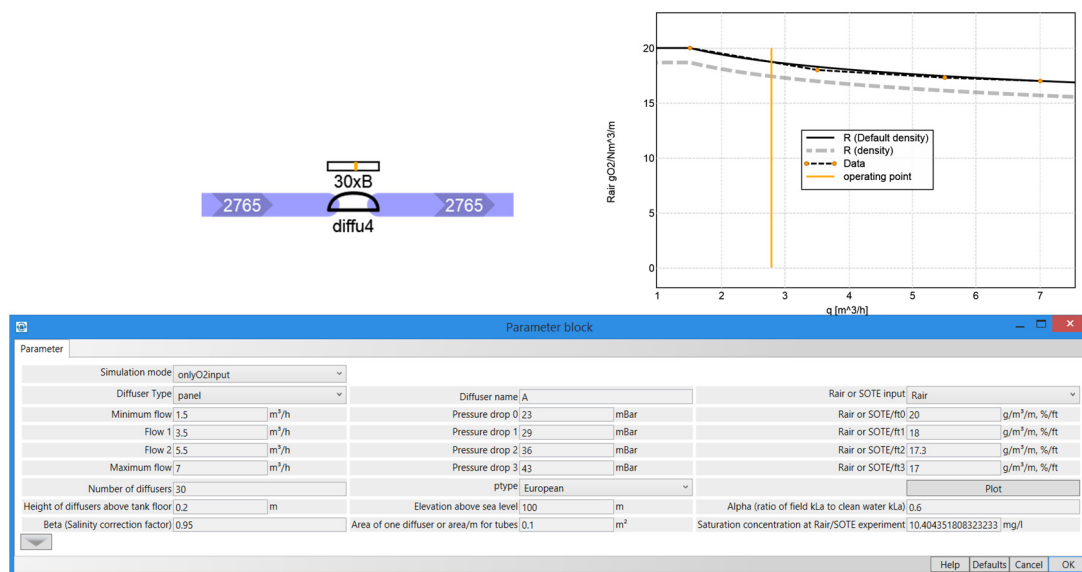 30xB
2765
2765
diffu4
Rair gO2/Nm^3/m
20
15
10
5
0
R (Default density)
R (density)
Data
operating point
1 2 3 4 5 6 7
q [m^3/h]
Parameter block
Parameter
Simulation mode onlyO2input
Diffuser Type panel Diffuser name A Rair or SOTE input Rair
Minimum flow 1.5 m³/h Pressure drop 0 23 mBar Rair or SOTE/ft0 20 g/m³/m, %/ft
Flow 1 3.5 m³/h Pressure drop 1 29 mBar Rair or SOTE/ft1 18 g/m³/m, %/ft
Flow 2 5.5 m³/h Pressure drop 2 36 mBar Rair or SOTE/ft2 17.3 g/m³/m, %/ft
Maximum flow 7 m³/h Pressure drop 3 43 mBar Rair or SOTE/ft3 17 g/m³/m, %/ft
Number of diffusers 30 ptype European Plot
Height of diffusers above tank floor 0.2 m Elevation above sea level 100 m Alpha (ratio of field kLa to clean water kLa) 0.6
Beta (Salinity correction factor) 0.95 Area of one diffuser or area/m for tubes 0.1 m² Saturation concentration at Rair/SOTE experiment 10.404351808323233 mg/l
Help Defaults Cancel OK